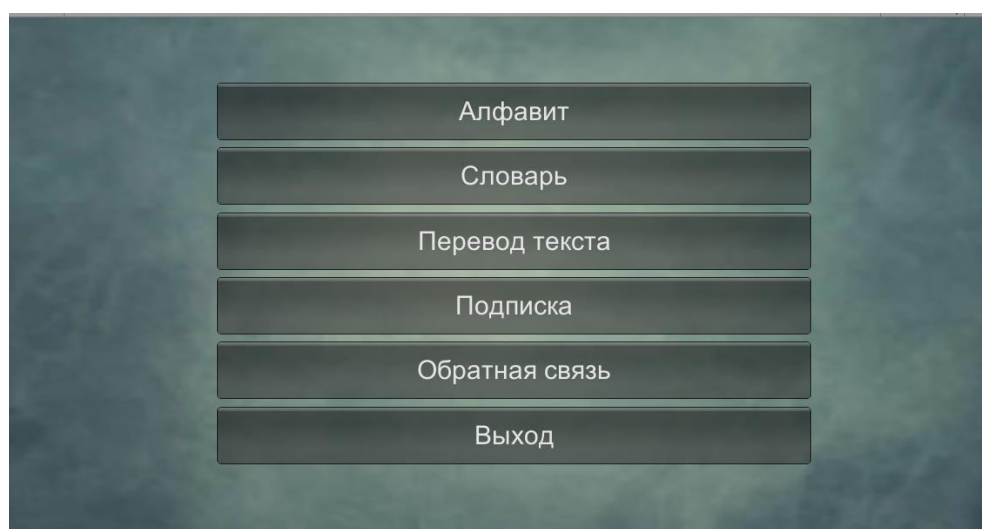 Алфавит
Словарь
Перевод текста
Подписка
Обратная связь
Выход